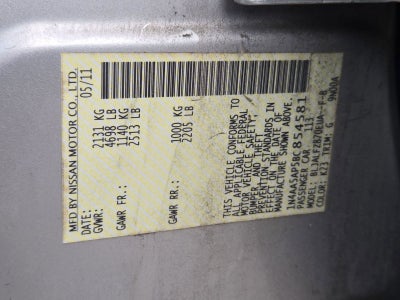 MFD. BY NISSAN MOTOR CO., LTD.
05/11
GVWR: 2131 KG
4698 LB
GAWR FR: 1140 KG
2513 LB
GAWR RR: 1000 KG
2205 LB
THIS VEHICLE CONFORMS TO
ALL APPLICABLE FEDERAL
MOTOR VEHICLE SAFETY,
BUMPER, AND THEFT
PREVENTION STANDARDS IN
EFFECT ON THE DATE OF
MANUFACTURE SHOWN ABOVE.
PASSENGER CAR
COLOR: K23 TRIM: G